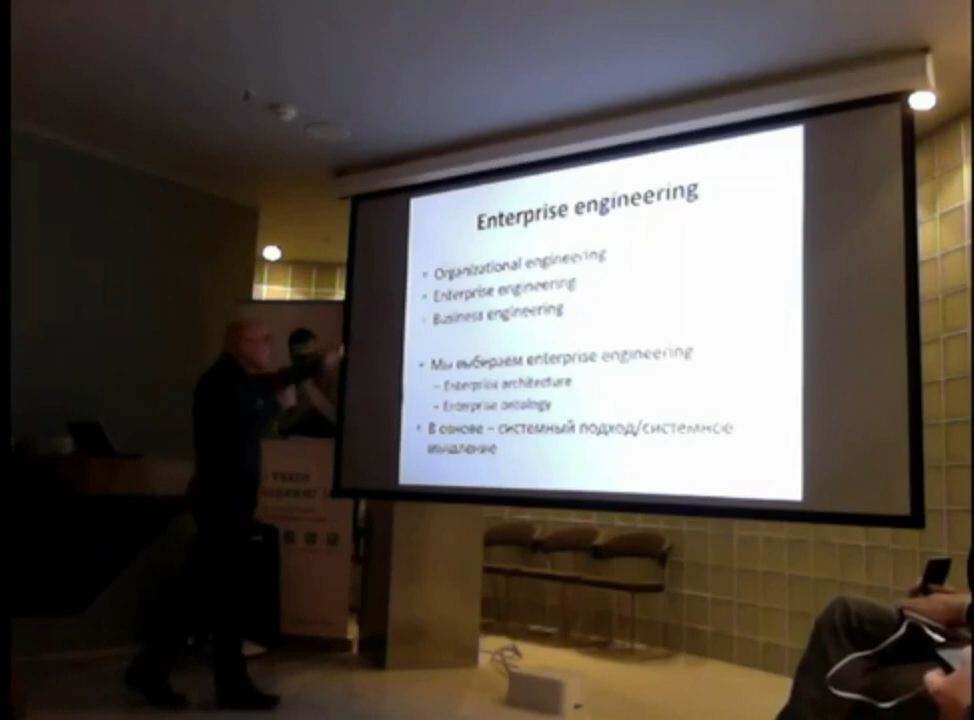 Enterprise engineering
• Organizational engineering
• Enterprise engineering
• Business engineering
• Мы выбираем enterprise engineering
– Enterprise architecture
– Enterprise ontology
• В основе – системный подход/системное
мышление